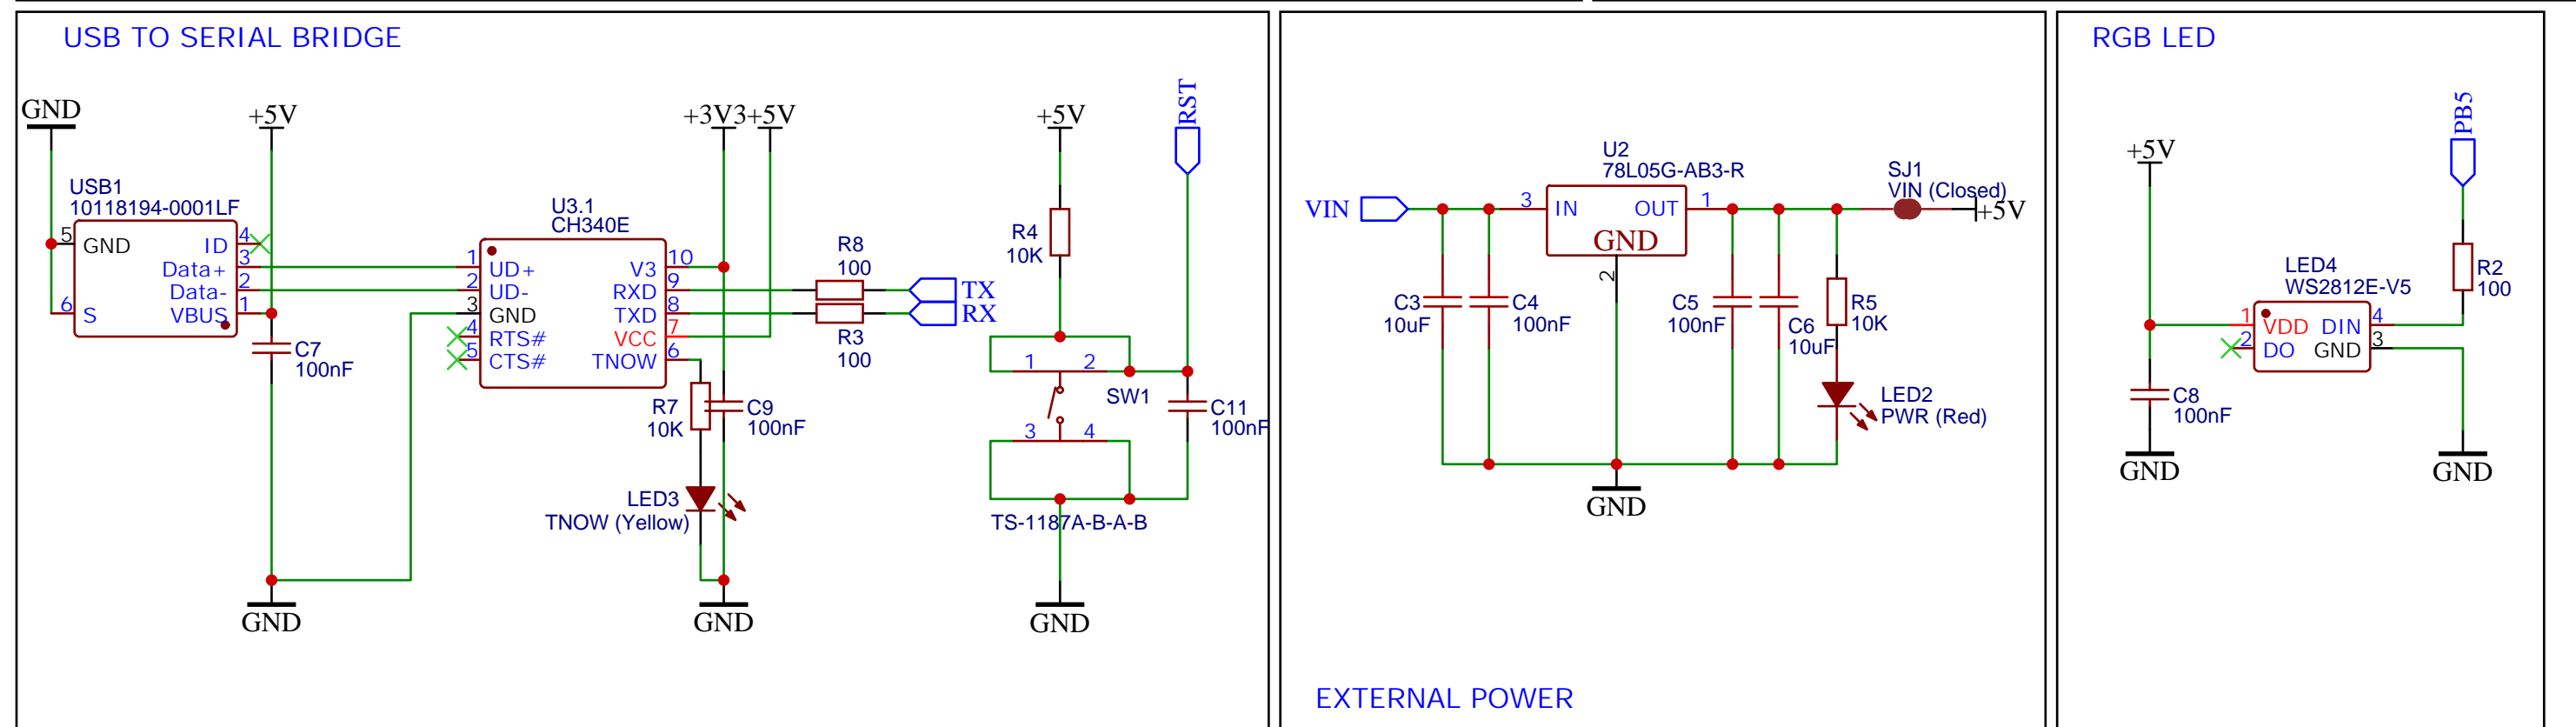 USB TO SERIAL BRIDGE
GND
+5V
USB1
10118194-0001LF
5
GND
ID
4
Data+
3
Data-
2
6
S
VBUS
1
C7
100nF
GND
+3V3
+5V
U3.1
CH340E
1
UD+
V3
10
2
UD-
RXD
9
3
GND
TXD
8
4
RTS#
VCC
7
5
CTS#
TNOW
6
R8
100
TX
RX
R3
100
R7
10K
C9
100nF
LED3
TNOW (Yellow)
GND
+5V
RST
R4
10K
1
2
SW1
3
4
C11
100nF
TS-1187A-B-A-B
GND
VIN
U2
78L05G-AB3-R
3
IN
OUT
1
GND
2
SJ1
VIN (Closed)
+5V
C3
10uF
C4
100nF
C5
100nF
C6
10uF
R5
10K
LED2
PWR (Red)
GND
EXTERNAL POWER
RGB LED
PB5
+5V
R2
100
LED4
WS2812E-V5
1
VDD
DIN
4
2
DO
GND
3
C8
100nF
GND
GND